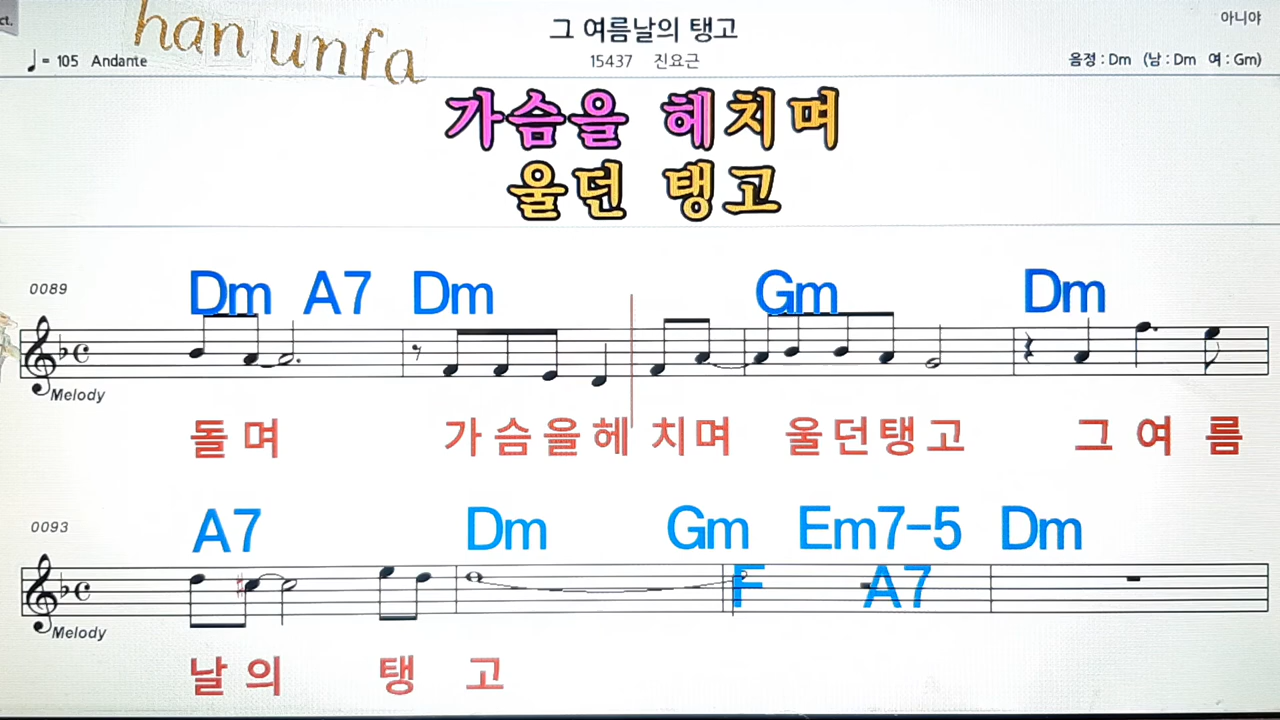 ct.
han unfa
그 여름날의 탱고
아니야
♩= 105 Andante
15437 진요근
음정 : Dm (남 : Dm 여 : Gm)
가슴을 헤치며
울던 탱고
0089
Dm A7 Dm Gm Dm
Melody
돌며 가슴을헤 치며 울던탱고 그여름
0093
A7 Dm Gm Em7-5 Dm
F A7
Melody
날의 탱 고